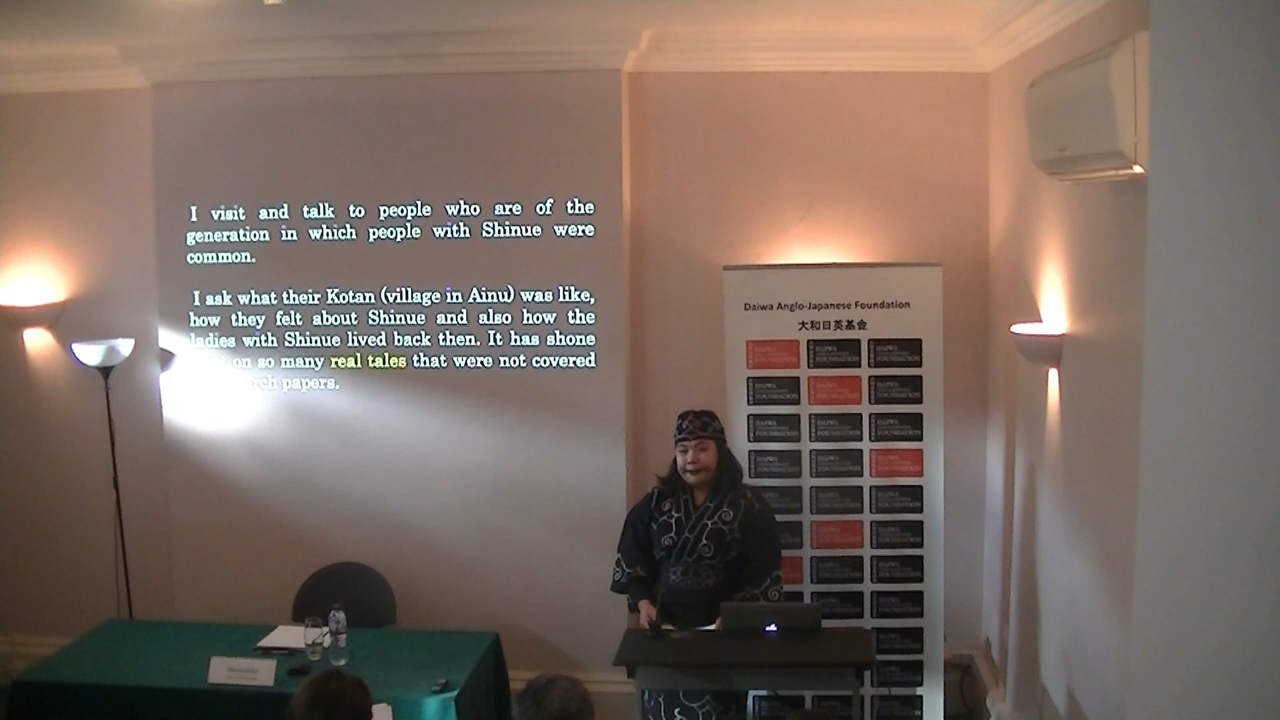 I visit and talk to people who are of the
generation in which people with Shinue were
common.
I ask what their Kotan (village in Ainu) was like,
how they felt about Shinue and also how the
ladies with Shinue lived back then. It has shone
on so many real tales that were not covered
papers.
Daiwa Anglo-Japanese Foundation
大和日英基金